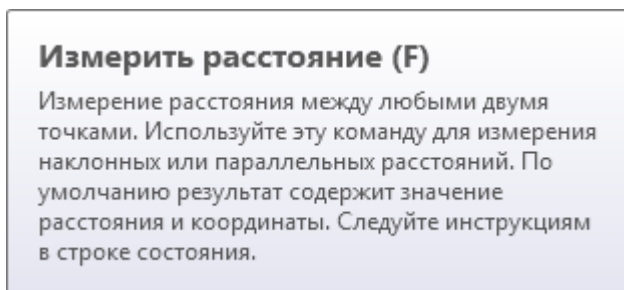 Измерить расстояние (F)
Измерение расстояния между любыми двумя
точками. Используйте эту команду для измерения
наклонных или параллельных расстояний. По
умолчанию результат содержит значение
расстояния и координаты. Следуйте инструкциям
в строке состояния.